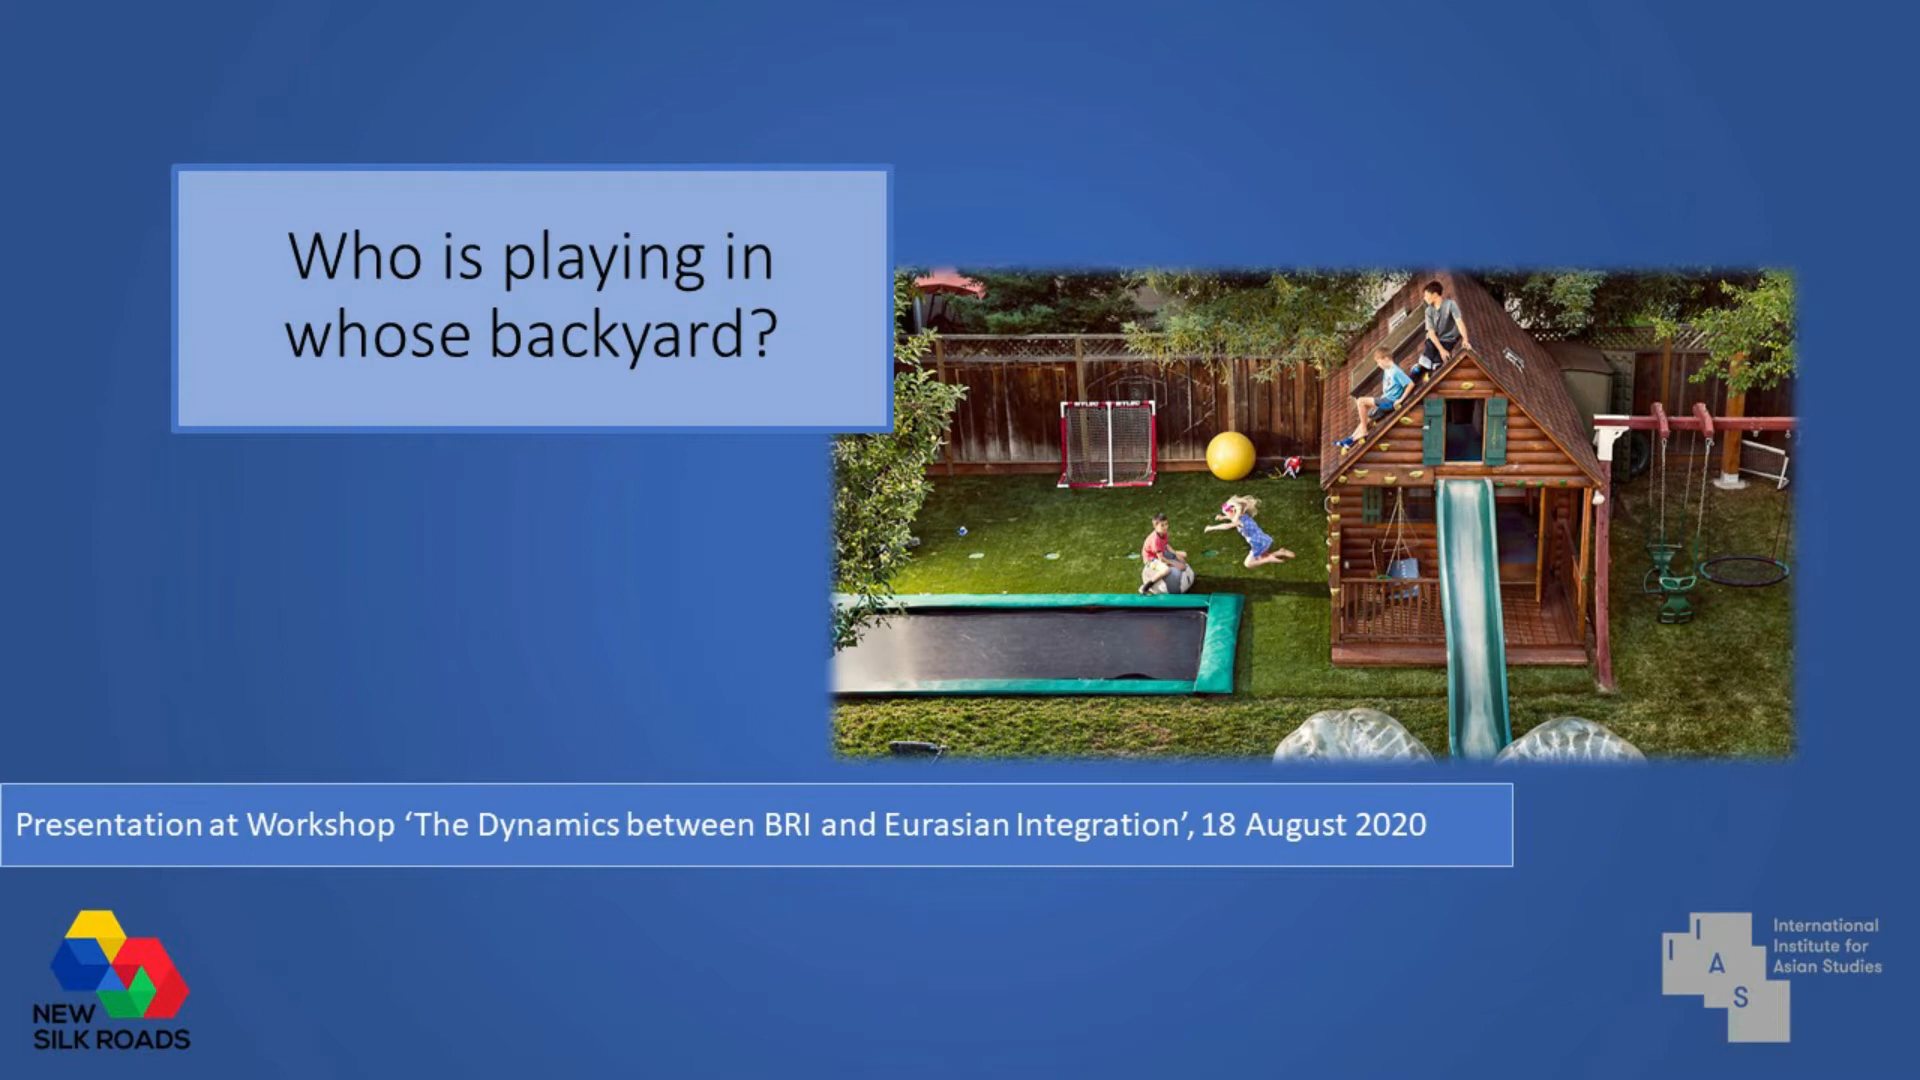 Who is playing in
whose backyard?
Presentation at Workshop ‘The Dynamics between BRI and Eurasian Integration’, 18 August 2020
NEW
SILK ROADS
I I A S
International
Institute for
Asian Studies